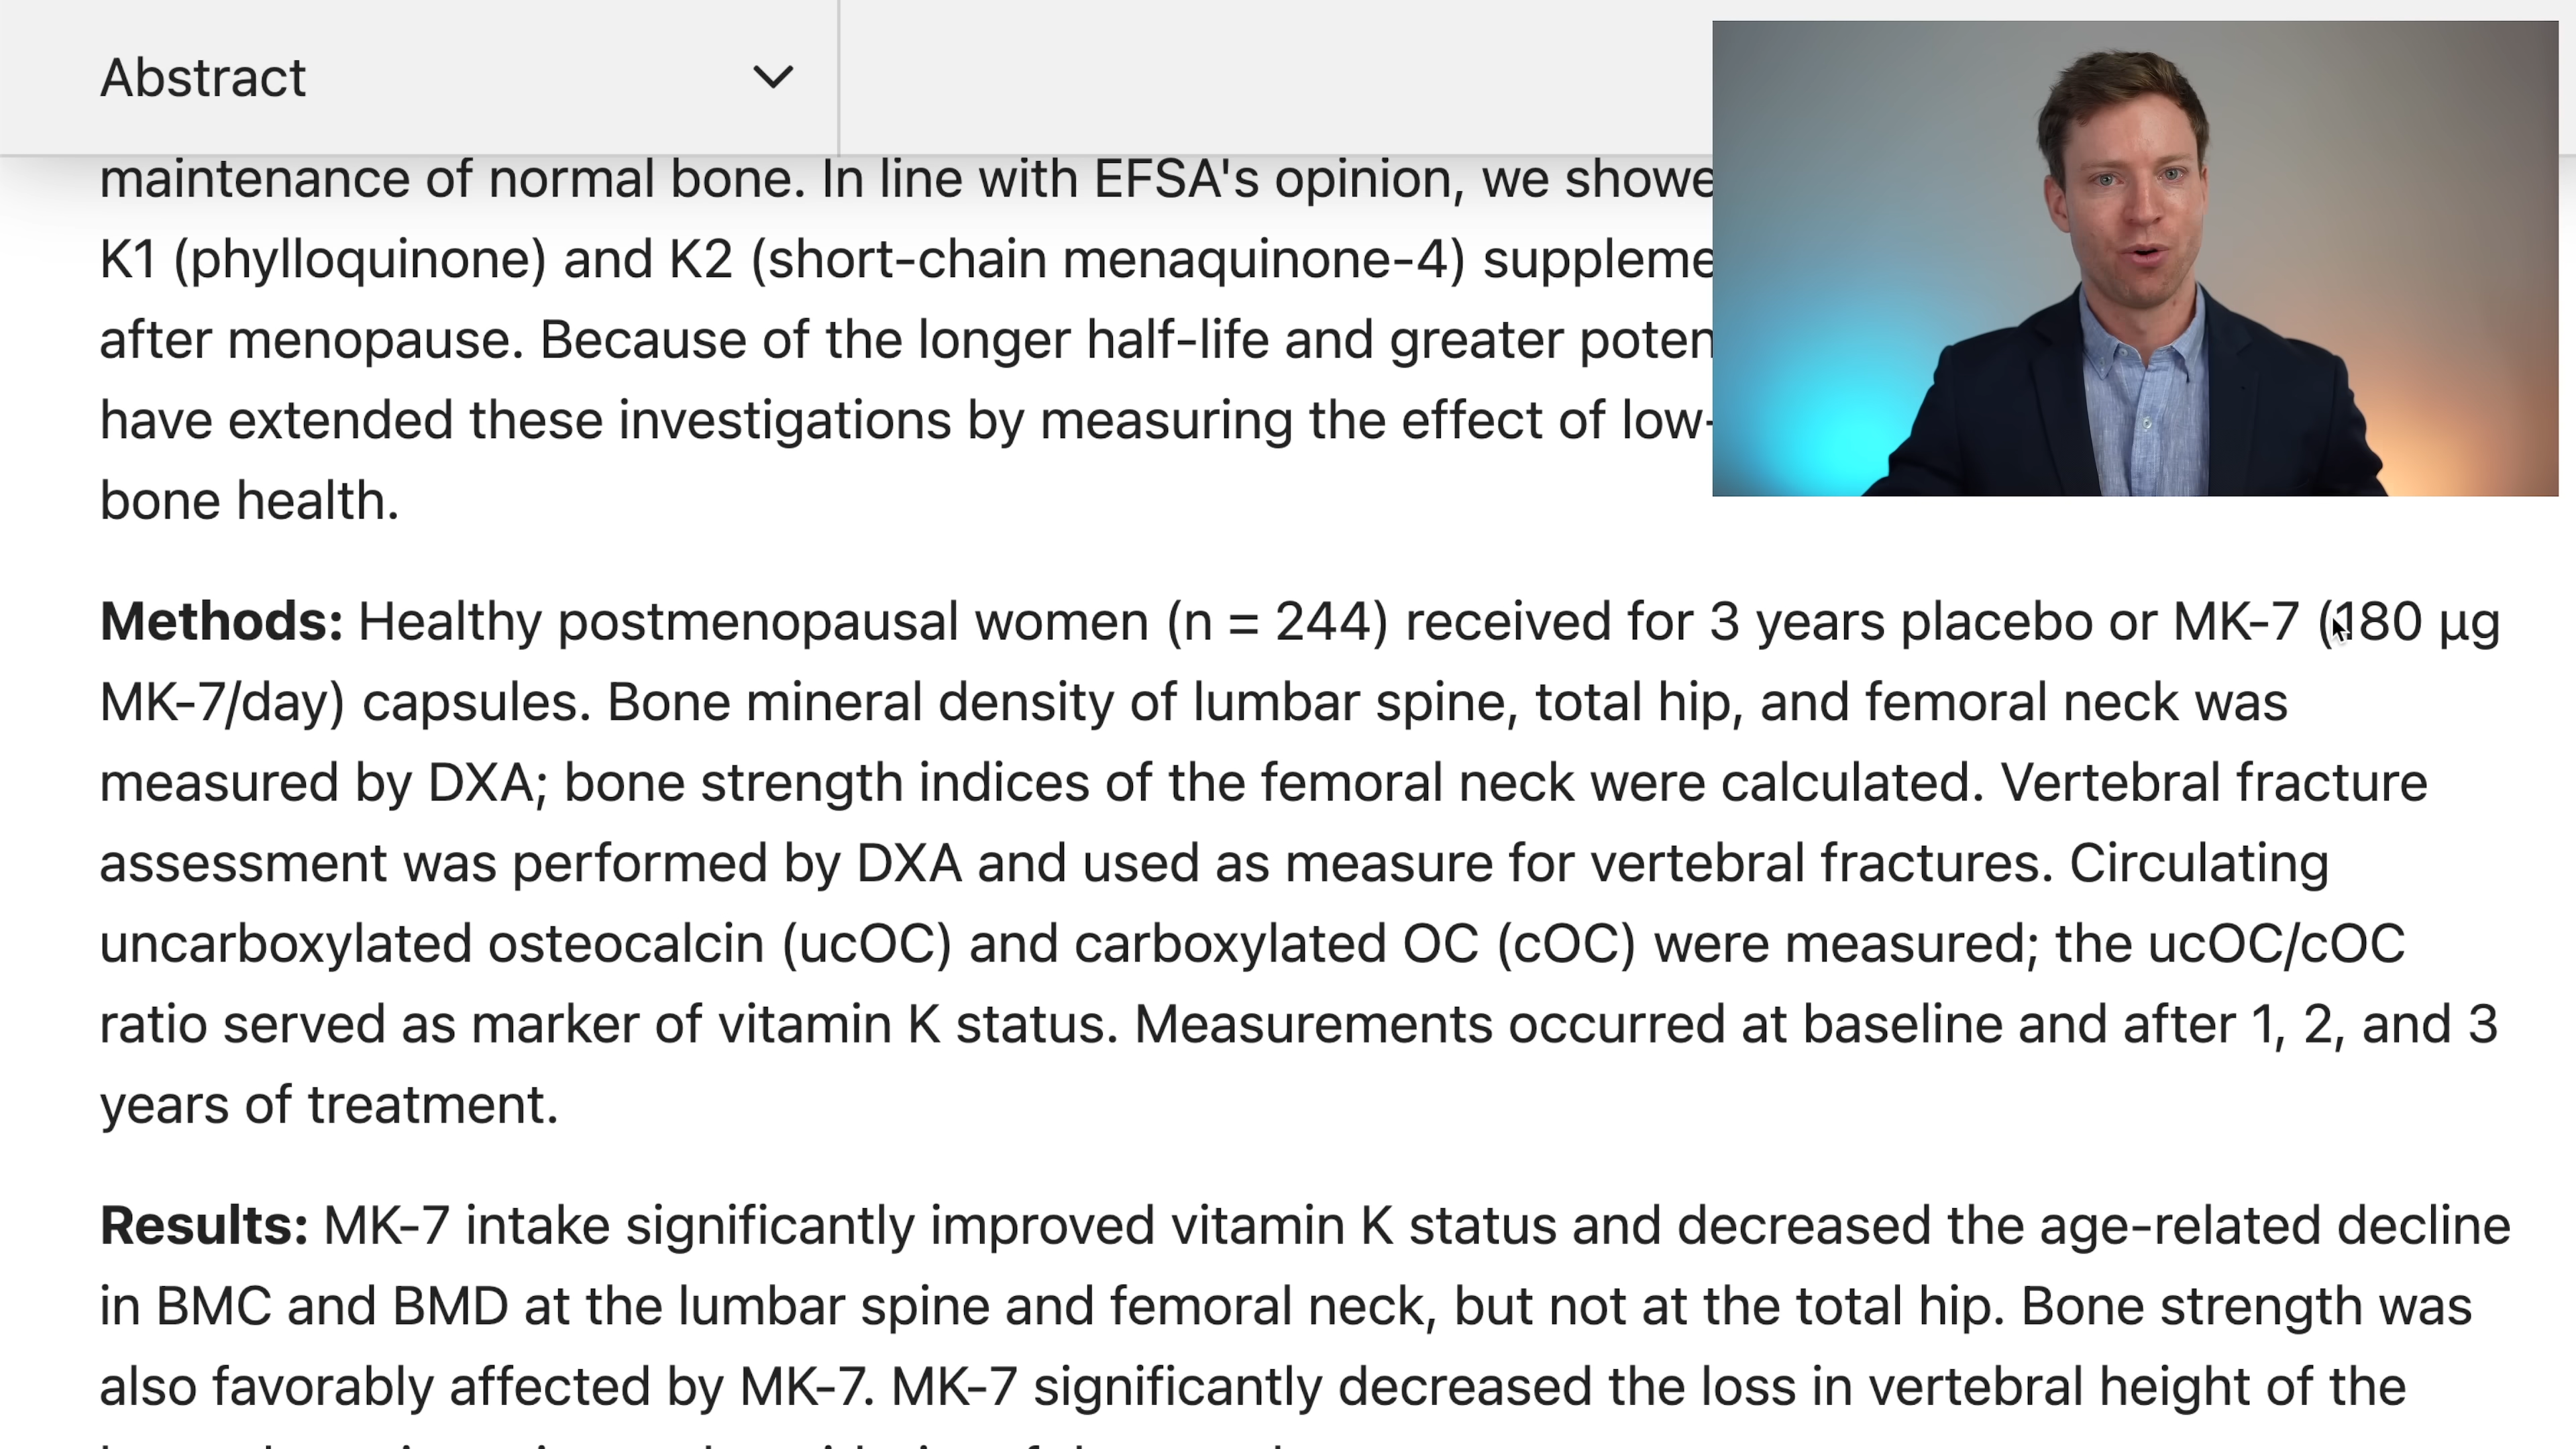 Abstract
maintenance of normal bone. In line with EFSA's opinion, we
K1 (phylloquinone) and K2 (short-chain menaquinone-4)
after menopause. Because of the longer half-life and greater
have extended these investigations by measuring the effect of low-
bone health.
Methods: Healthy postmenopausal women (n = 244) received for 3 years placebo or MK-7 (180 μg
MK-7/day) capsules. Bone mineral density of lumbar spine, total hip, and femoral neck was
measured by DXA; bone strength indices of the femoral neck were calculated. Vertebral fracture
assessment was performed by DXA and used as measure for vertebral fractures. Circulating
uncarboxylated osteocalcin (ucOC) and carboxylated OC (cOC) were measured; the ucOC/cOC
ratio served as marker of vitamin K status. Measurements occurred at baseline and after 1, 2, and 3
years of treatment.
Results: MK-7 intake significantly improved vitamin K status and decreased the age-related decline
in BMC and BMD at the lumbar spine and femoral neck, but not at the total hip. Bone strength was
also favorably affected by MK-7. MK-7 significantly decreased the loss in vertebral height of the